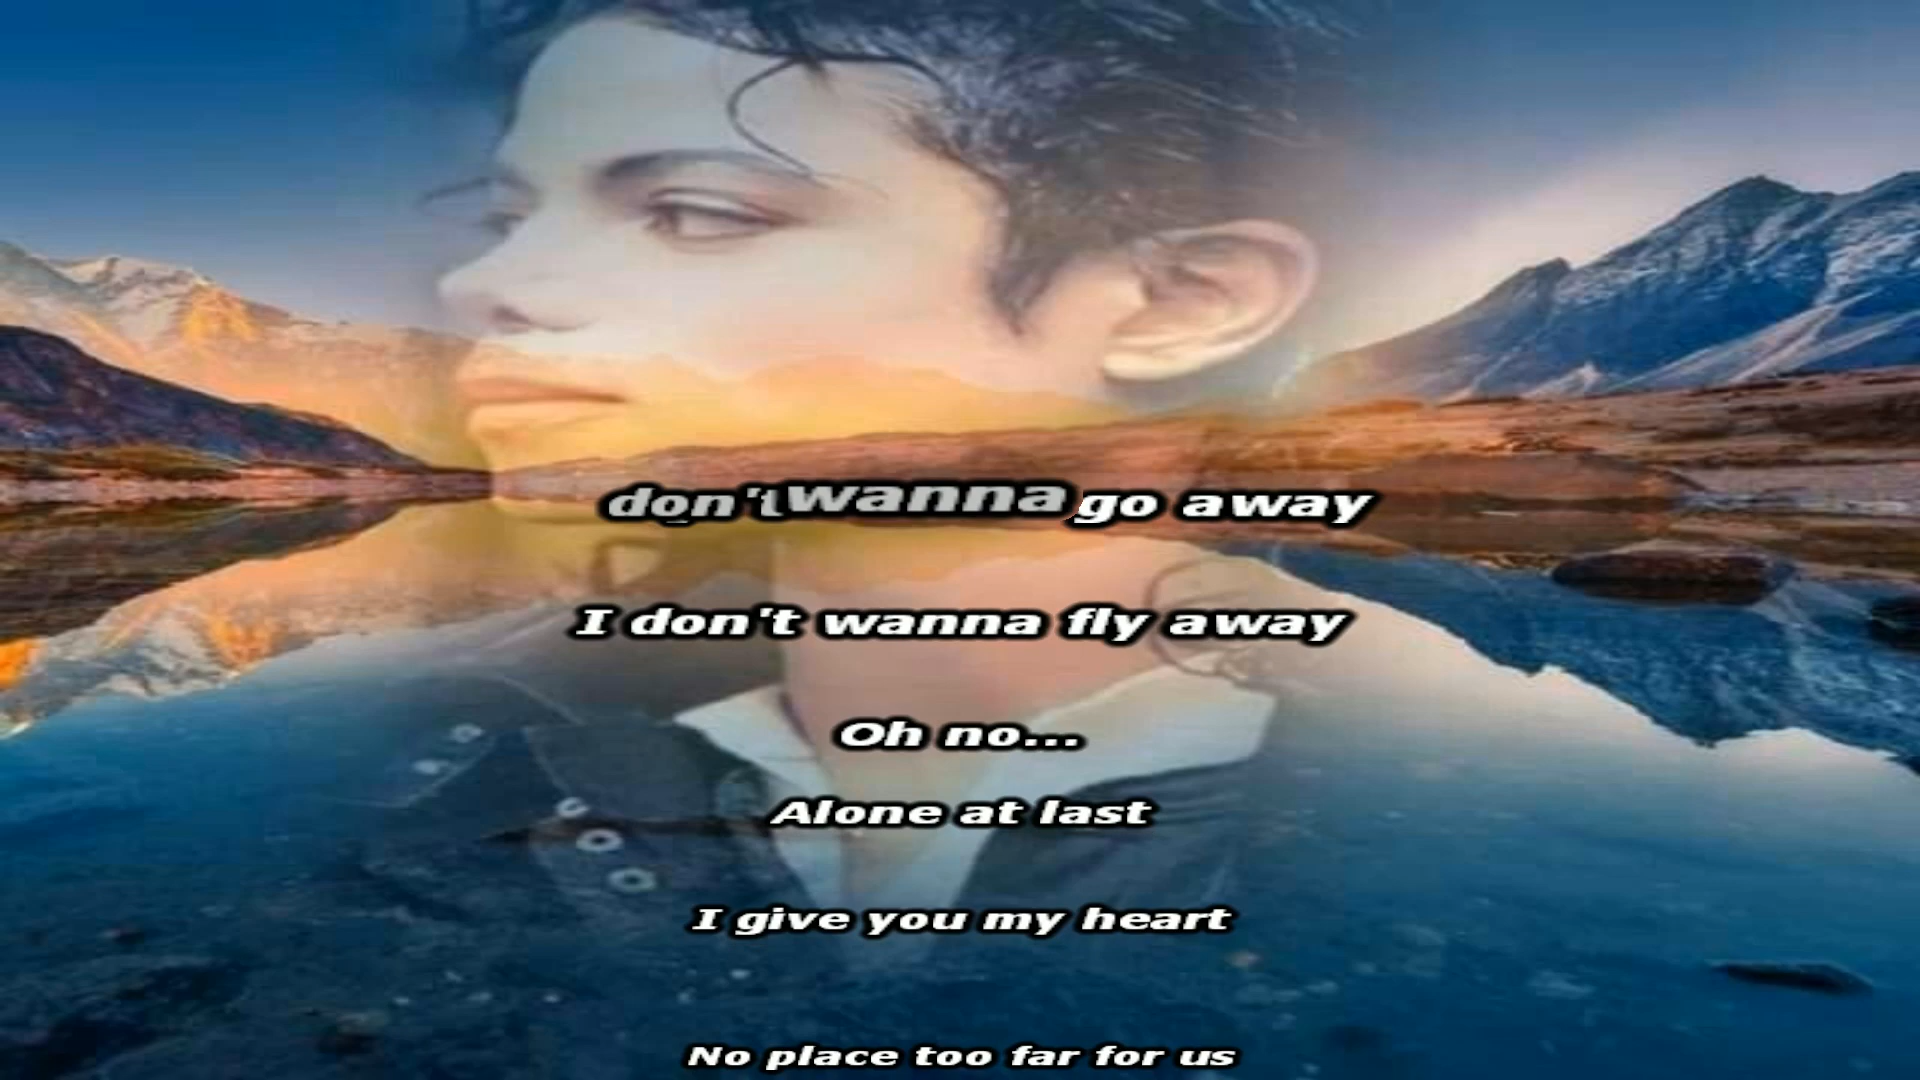 don't wanna go away
I don't wanna fly away
Oh no...
Alone at last
I give you my heart
No place too far for us